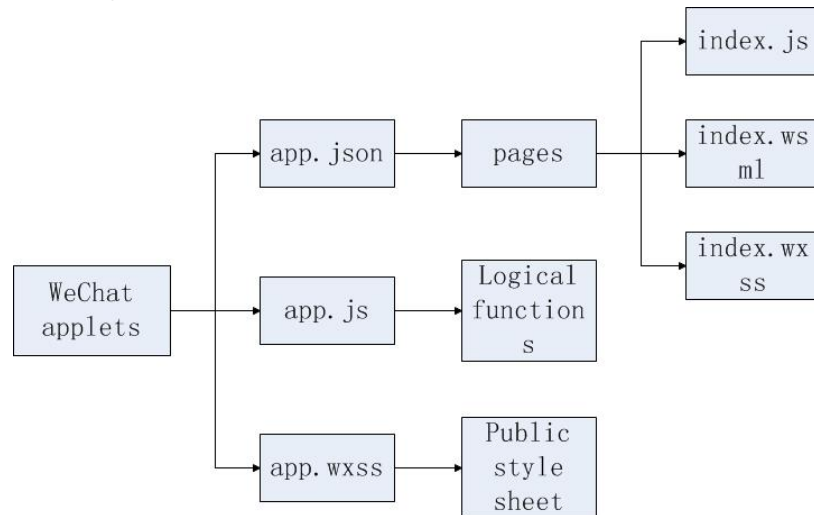 index.js
app.json
pages
index.ws
ml
index.wx
ss
WeChat
applets
app.js
Logical
function
s
app.wxss
Public
style
sheet